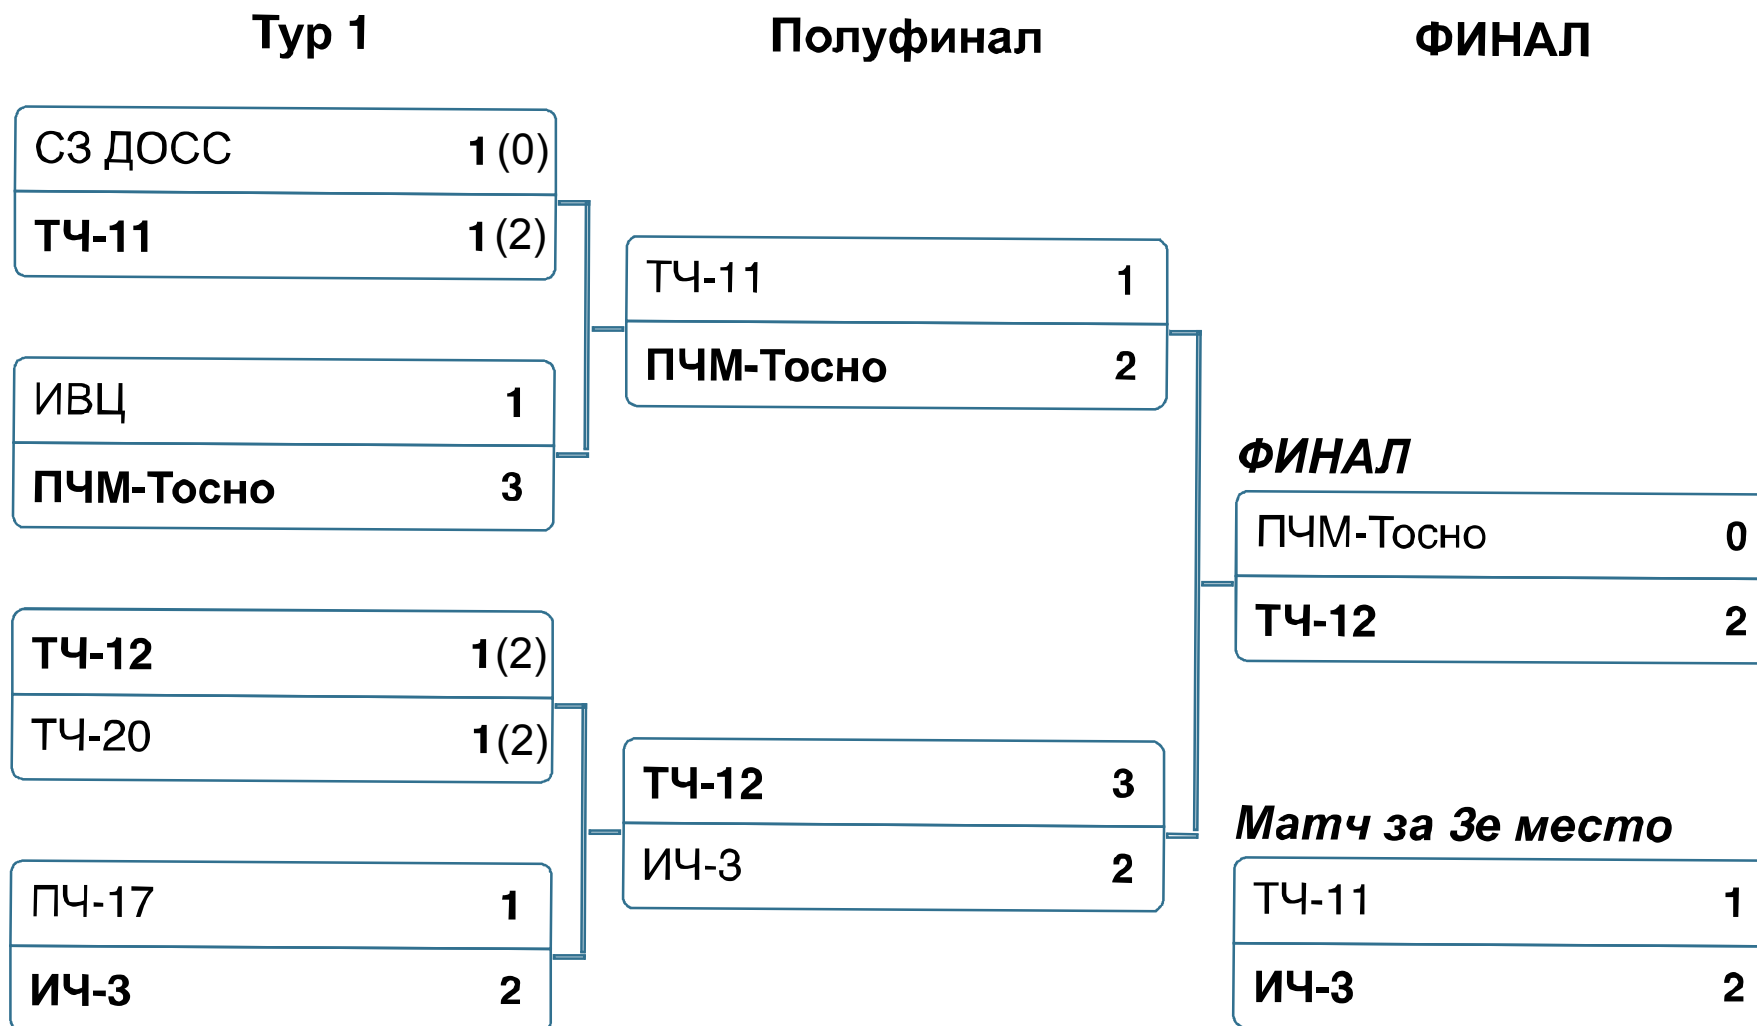 Тур 1
Полуфинал
ФИНАЛ
СЗ ДОСС 1 (0)
ТЧ-11 1 (2)
ИВЦ 1
ПЧМ-Тосно 3
ТЧ-12 1 (2)
ТЧ-20 1 (2)
ПЧ-17 1
ИЧ-3 2
ТЧ-11 1
ПЧМ-Тосно 2
ТЧ-12 3
ИЧ-3 2
ФИНАЛ
ПЧМ-Тосно 0
ТЧ-12 2
Матч за 3е место
ТЧ-11 1
ИЧ-3 2